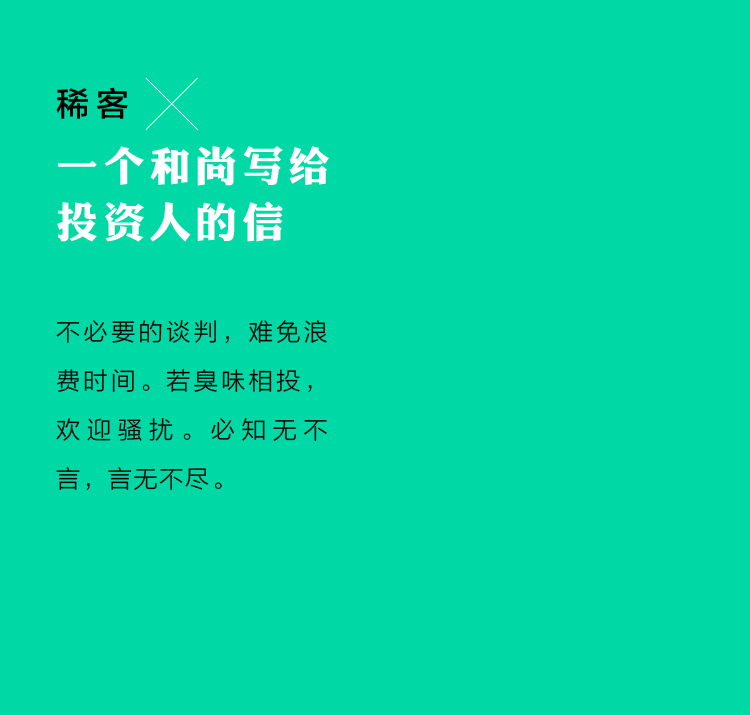 稀客
一个和尚写给
投资人的信
不必要的谈判，难免浪
费时间。若臭味相投，
欢迎骚扰。必知无不
言，言无不尽。